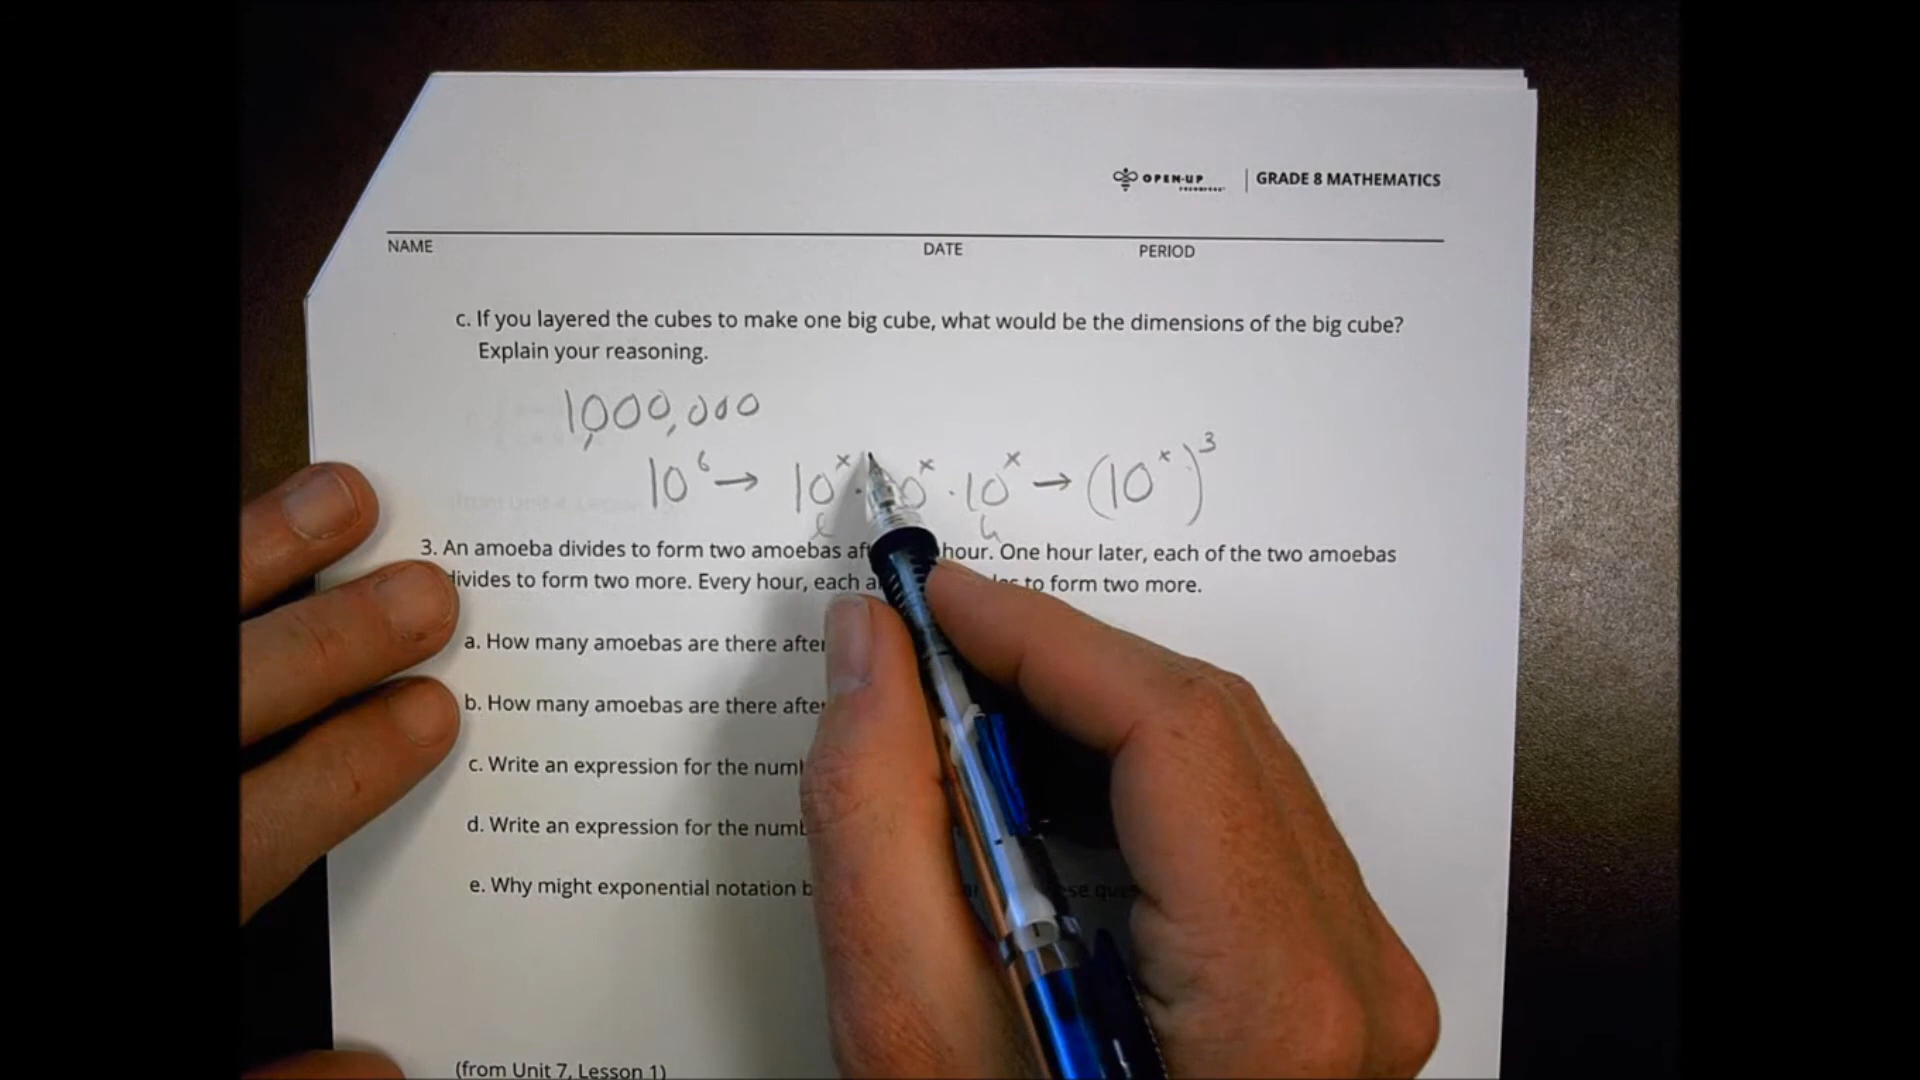 OPEN-UP GRADE 8 MATHEMATICS
NAME DATE PERIOD
c. If you layered the cubes to make one big cube, what would be the dimensions of the big cube?
Explain your reasoning.
1,000,000
10⁶ → 10ˣ · 0ˣ · 10ˣ → (10ˣ)³
l h
3. An amoeba divides to form two amoebas af hour. One hour later, each of the two amoebas
divides to form two more. Every hour, each a to form two more.
a. How many amoebas are there after
b. How many amoebas are there after
c. Write an expression for the numb
d. Write an expression for the numb
e. Why might exponential notation b
(from Unit 7, Lesson 1)